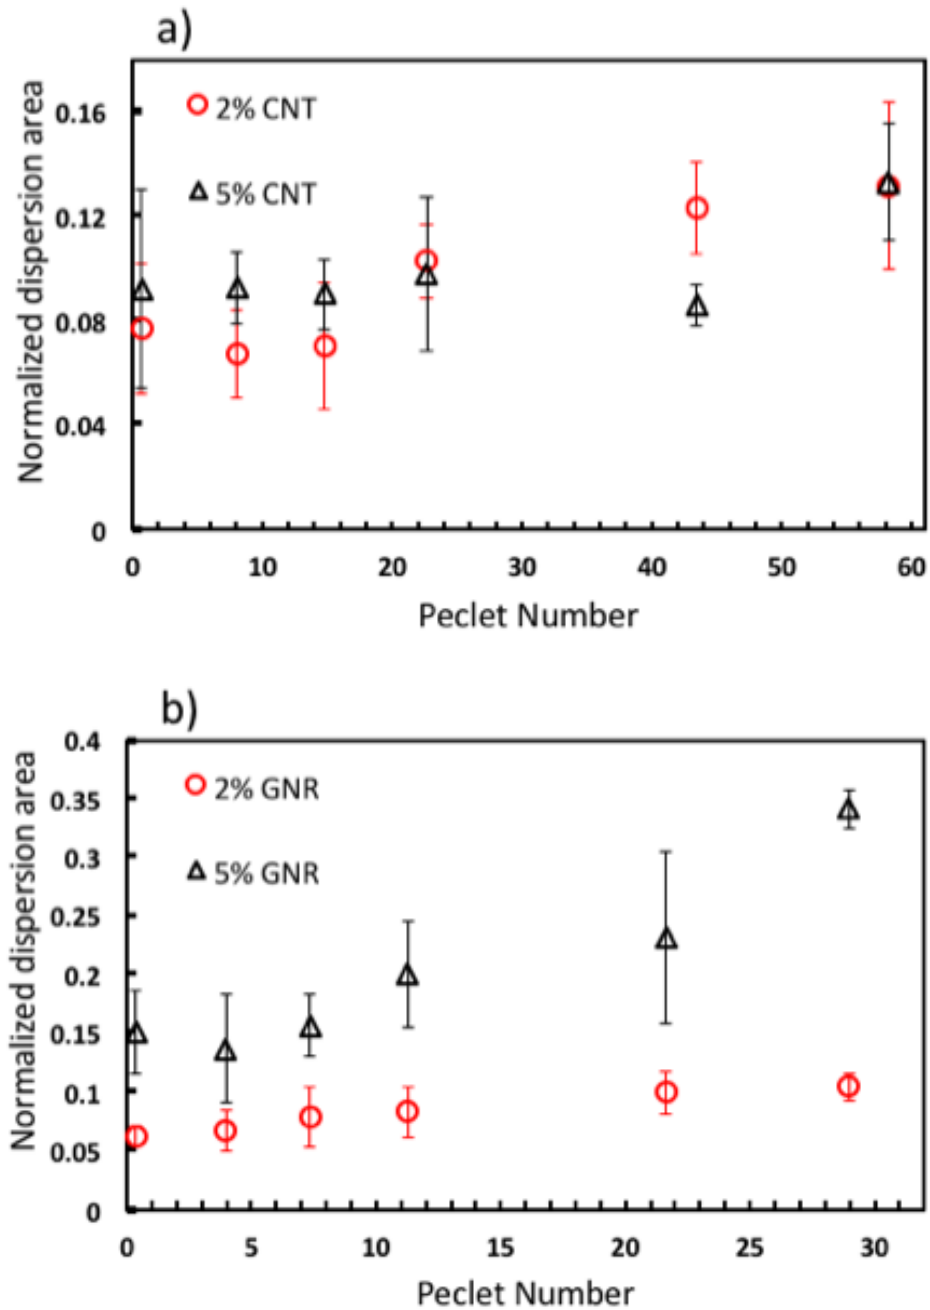 a)
Normalized dispersion area
0.16
0.12
0.08
0.04
0
2% CNT
5% CNT
0 10 20 30 40 50 60
Peclet Number
b)
Normalized dispersion area
0.4
0.35
0.3
0.25
0.2
0.15
0.1
0.05
0
2% GNR
5% GNR
0 5 10 15 20 25 30
Peclet Number